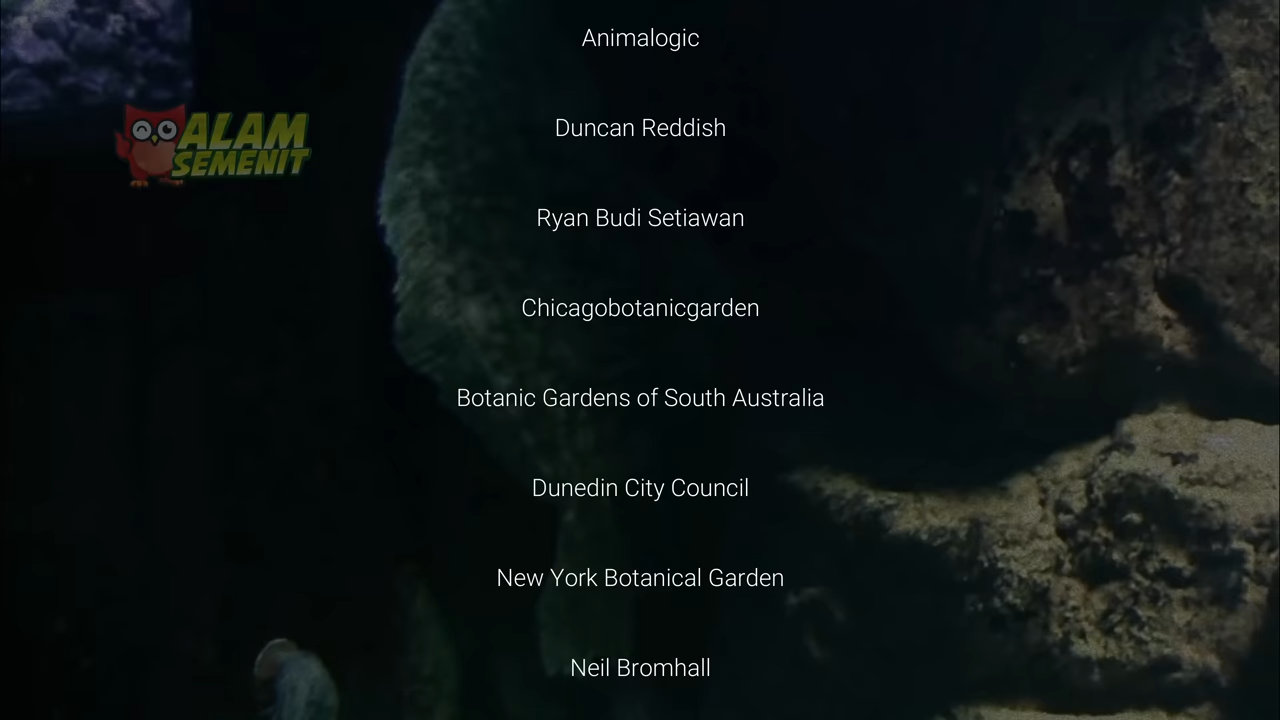 Animalogic
ALAM
SEMENIT
Duncan Reddish
Ryan Budi Setiawan
Chicagobotanicgarden
Botanic Gardens of South Australia
Dunedin City Council
New York Botanical Garden
Neil Bromhall